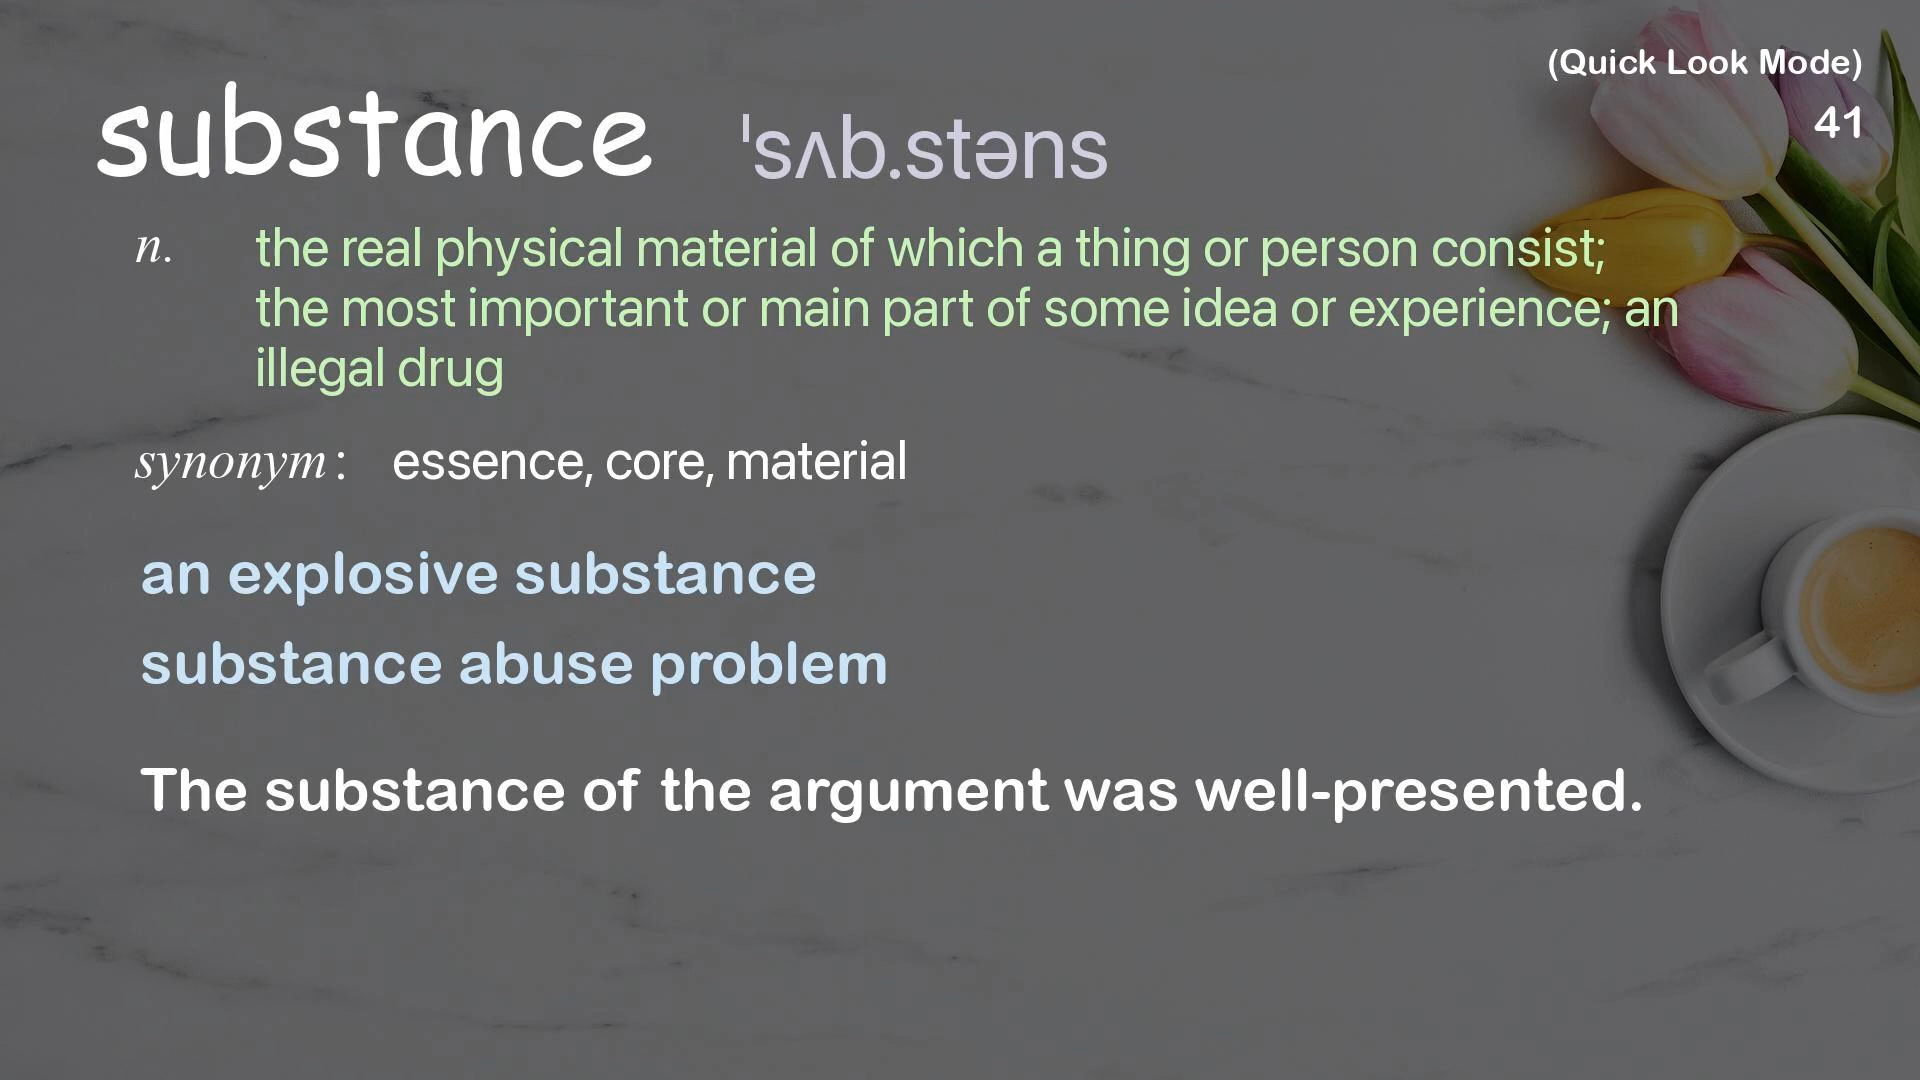 (Quick Look Mode)
41
substance ˈsʌb.stəns
n. the real physical material of which a thing or person consist;
the most important or main part of some idea or experience; an
illegal drug
synonym: essence, core, material
an explosive substance
substance abuse problem
The substance of the argument was well-presented.